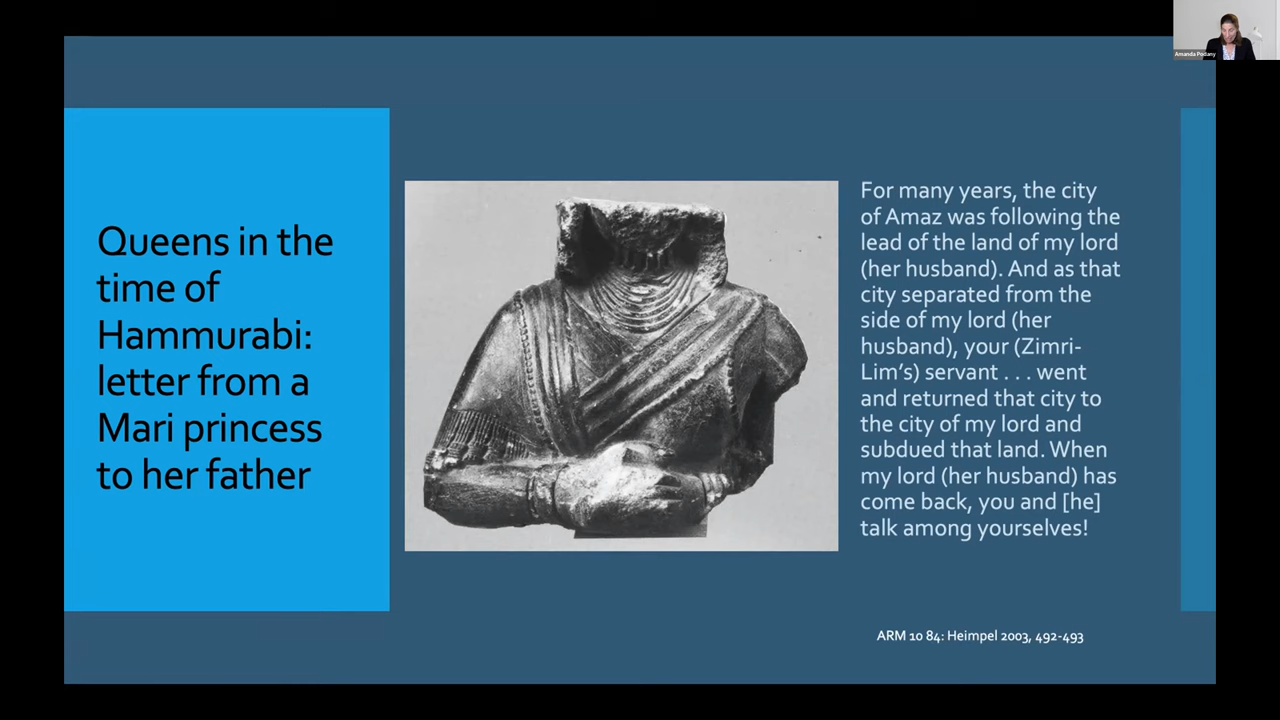 Amanda Podany
Queens in the
time of
Hammurabi:
letter from a
Mari princess
to her father
For many years, the city
of Amaz was following the
lead of the land of my lord
(her husband). And as that
city separated from the
side of my lord (her
husband), your (Zimri-
Lim’s) servant . . . went
and returned that city to
the city of my lord and
subdued that land. When
my lord (her husband) has
come back, you and [he]
talk among yourselves!
ARM 10 84: Heimpel 2003, 492-493